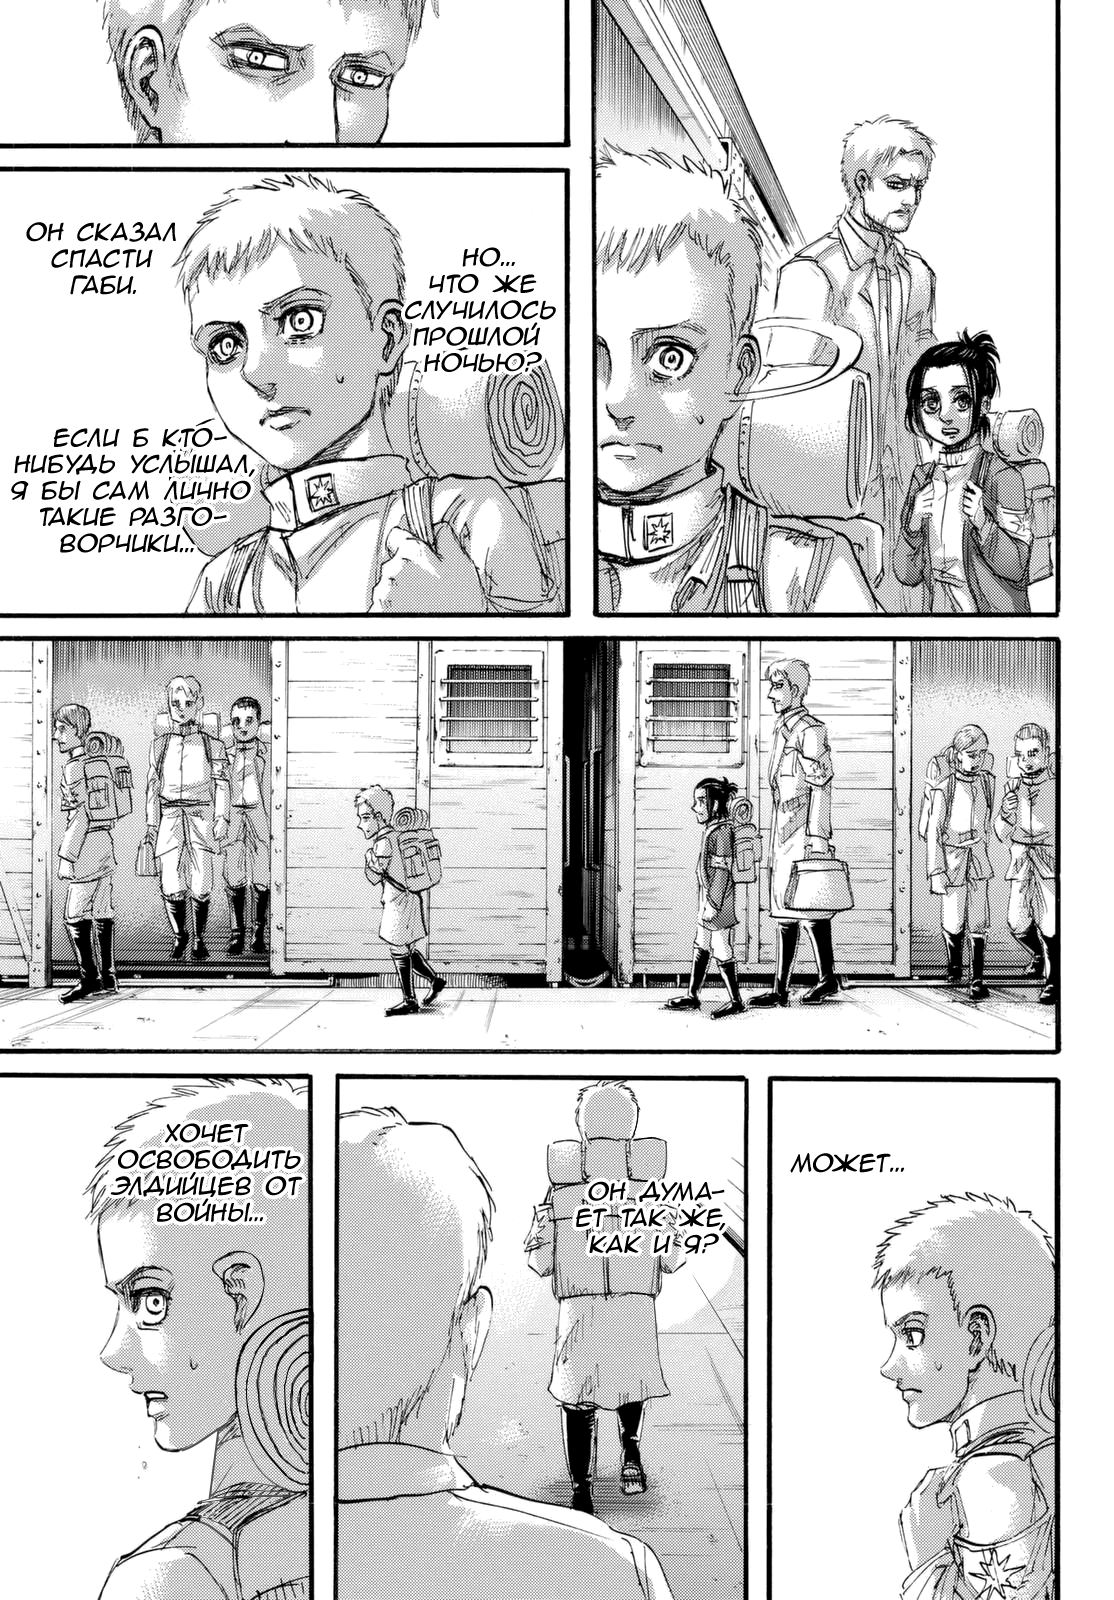 НО...
ЧТО ЖЕ
СЛУЧИЛОСЬ
ПРОШЛОЙ
НОЧЬЮ?
ОН СКАЗАЛ
СПАСТИ
ГАБИ.
ЕСЛИ Б КТО-
НИБУДЬ УСЛЫШАЛ,
Я БЫ САМ ЛИЧНО
ТАКИЕ РАЗГО-
ВОРЧИКИ...
МОЖЕТ...
ОН ДУМА-
ЕТ ТАК ЖЕ,
КАК И Я?
ХОЧЕТ
ОСВОБОДИТЬ
ЭЛДИЙЦЕВ ОТ
ВОЙНЫ...